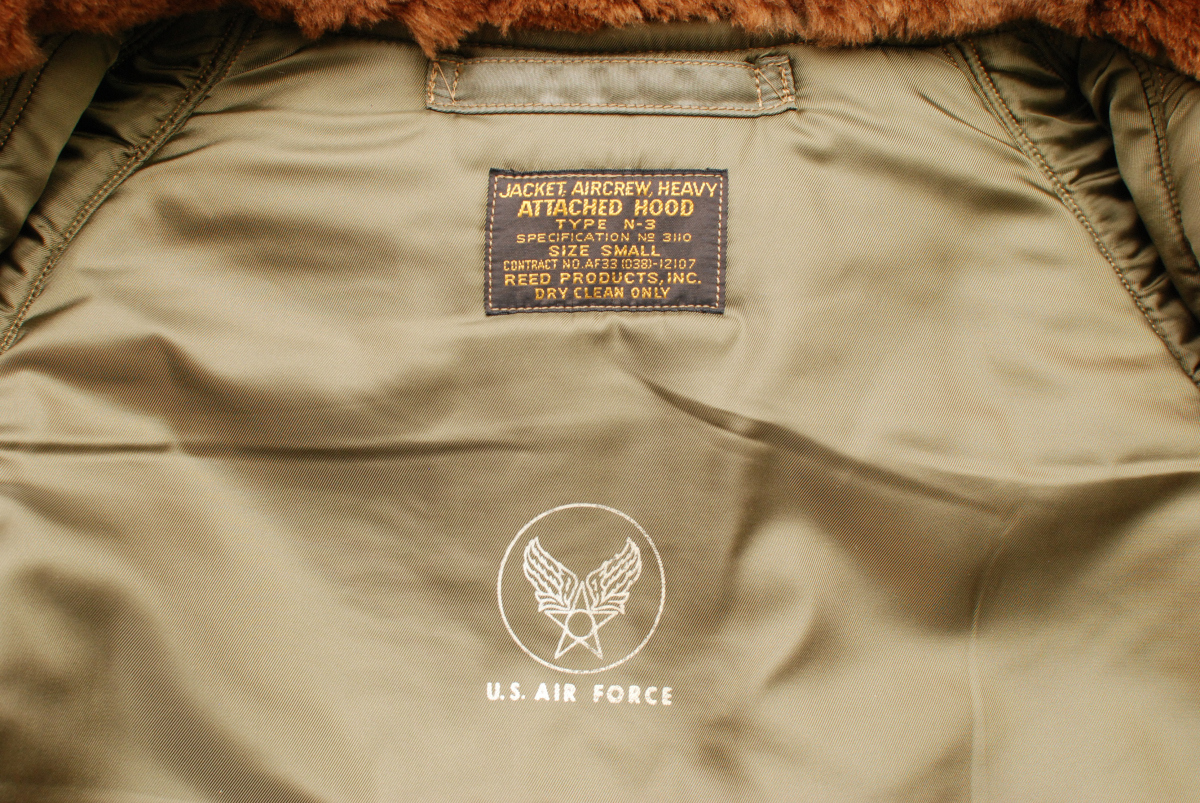 JACKET, AIRCREW, HEAVY
ATTACHED HOOD
TYPE N-3
SPECIFICATION Nº 3110
SIZE SMALL
CONTRACT NO. AF33 (038)-12107
REED PRODUCTS, INC.
DRY CLEAN ONLY
U.S. AIR FORCE